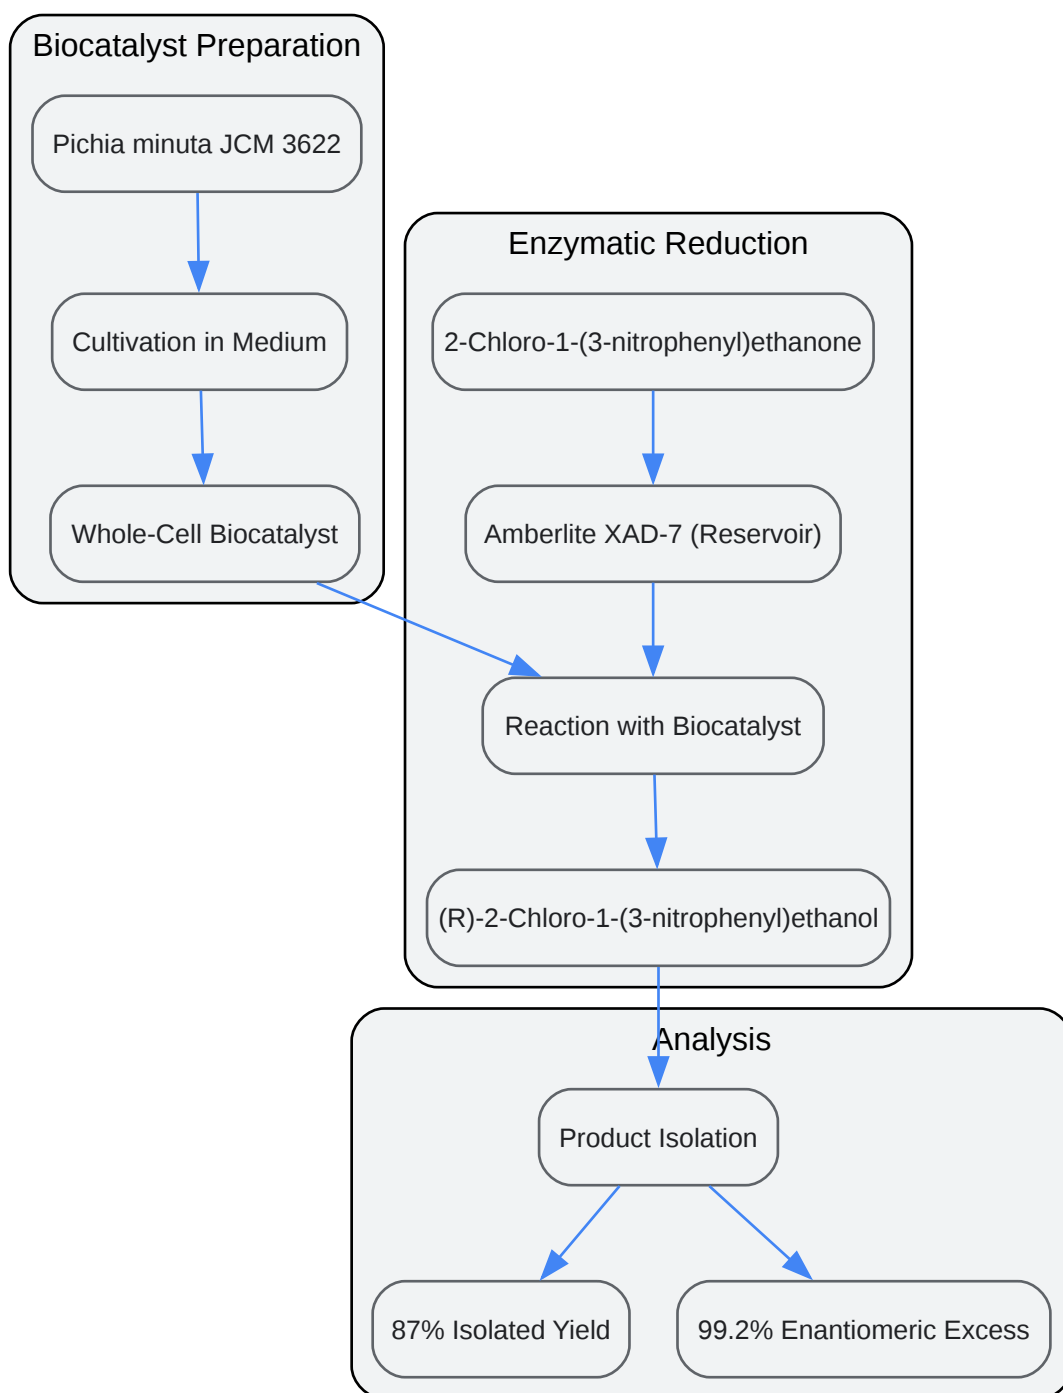 Biocatalyst Preparation
Pichia minuta JCM 3622
Cultivation in Medium
Whole-Cell Biocatalyst
Enzymatic Reduction
2-Chloro-1-(3-nitrophenyl)ethanone
Amberlite XAD-7 (Reservoir)
Reaction with Biocatalyst
(R)-2-Chloro-1-(3-nitrophenyl)ethanol
Analysis
Product Isolation
87% Isolated Yield
99.2% Enantiomeric Excess